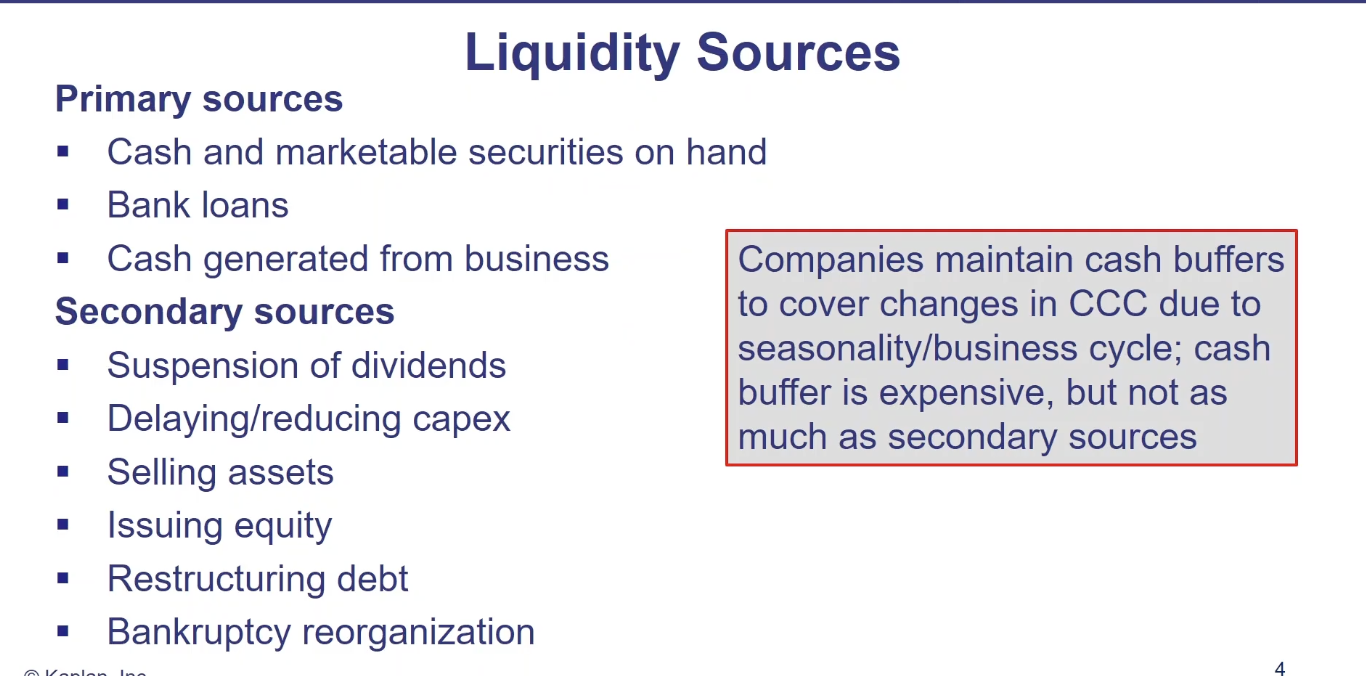 Liquidity Sources
Primary sources
▪ Cash and marketable securities on hand
▪ Bank loans
▪ Cash generated from business
Secondary sources
▪ Suspension of dividends
▪ Delaying/reducing capex
▪ Selling assets
▪ Issuing equity
▪ Restructuring debt
▪ Bankruptcy reorganization
Companies maintain cash buffers
to cover changes in CCC due to
seasonality/business cycle; cash
buffer is expensive, but not as
much as secondary sources
© Kaplan, Inc.
4